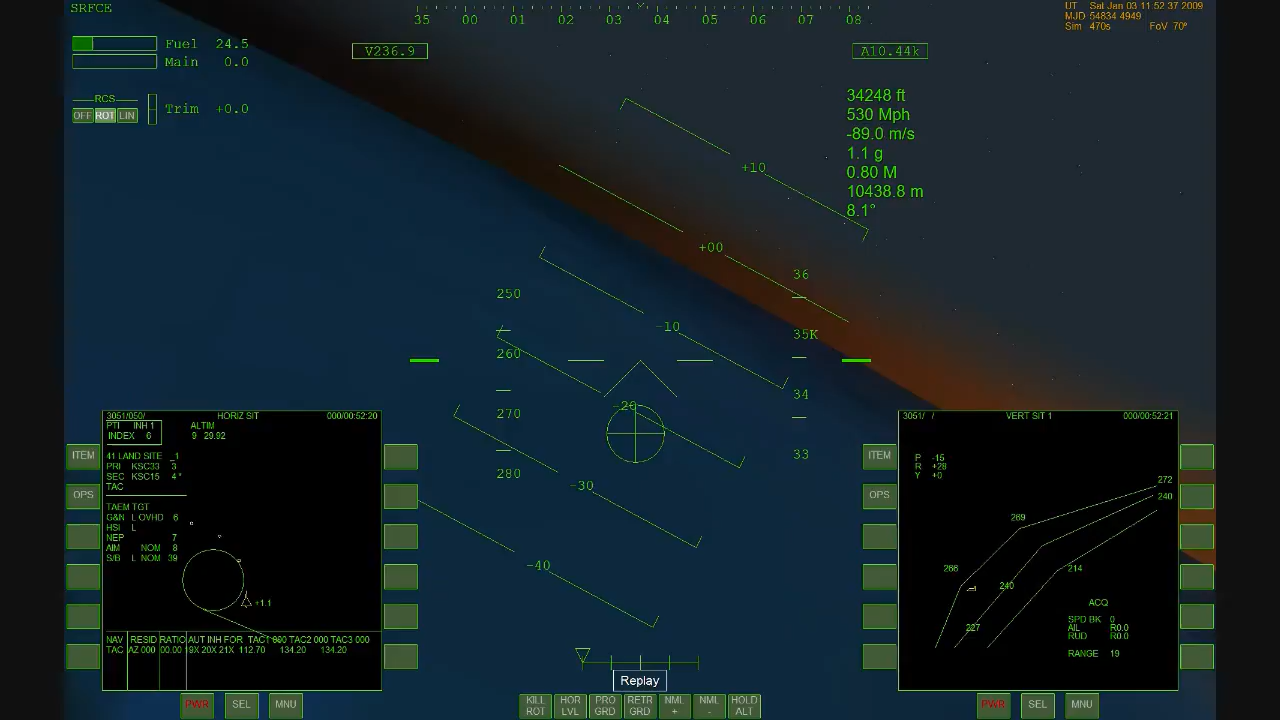 SRFCE
35 00 01 02 03 04 05 06 07 08
UT Sat Jan 03 11 52 37 2009
MJD 54834 4949
Sim 470s FoV 70°
Fuel 24.5
Main 0.0
V236.9
A10.44k
RCS
OFF ROT LIN
Trim +0.0
34248 ft
530 Mph
-89.0 m/s
1.1 g
0.80 M
10438.8 m
8.1°
+10
+00
-10
-20
-30
-40
250
260
270
280
36
35K
34
33
3051/050/ HORIZ SIT 000/00:52:20
PTI INH 1 ALTIM
INDEX 6 9 29.92
41 LAND SITE _1
PRI KSC33 3
SEC KSC15 4*
TAC
TAEM TGT
G&N L OVHD 6
HSI L
NEP 7
AIM NOM 8
S/B L NOM 39
+1.1
NAV RESID RATIO AUT INH FOR TAC1 000 TAC2 000 TAC3 000
TAC AZ 000 00.00 19X 20X 21X 112.70 134.20 134.20
ITEM
OPS
PWR SEL MNU
3051/ / VERT SIT 1 000/00:52:21
P -15
R +28
Y +0
272
240
269
266
240
214
227
ACQ
SPD BK 0
AIL R0.0
RUD R0.0
RANGE 19
ITEM
OPS
PWR SEL MNU
Replay
KILL ROT
HOR LVL
PRO GRD
RETR GRD
NML +
NML -
HOLD ALT